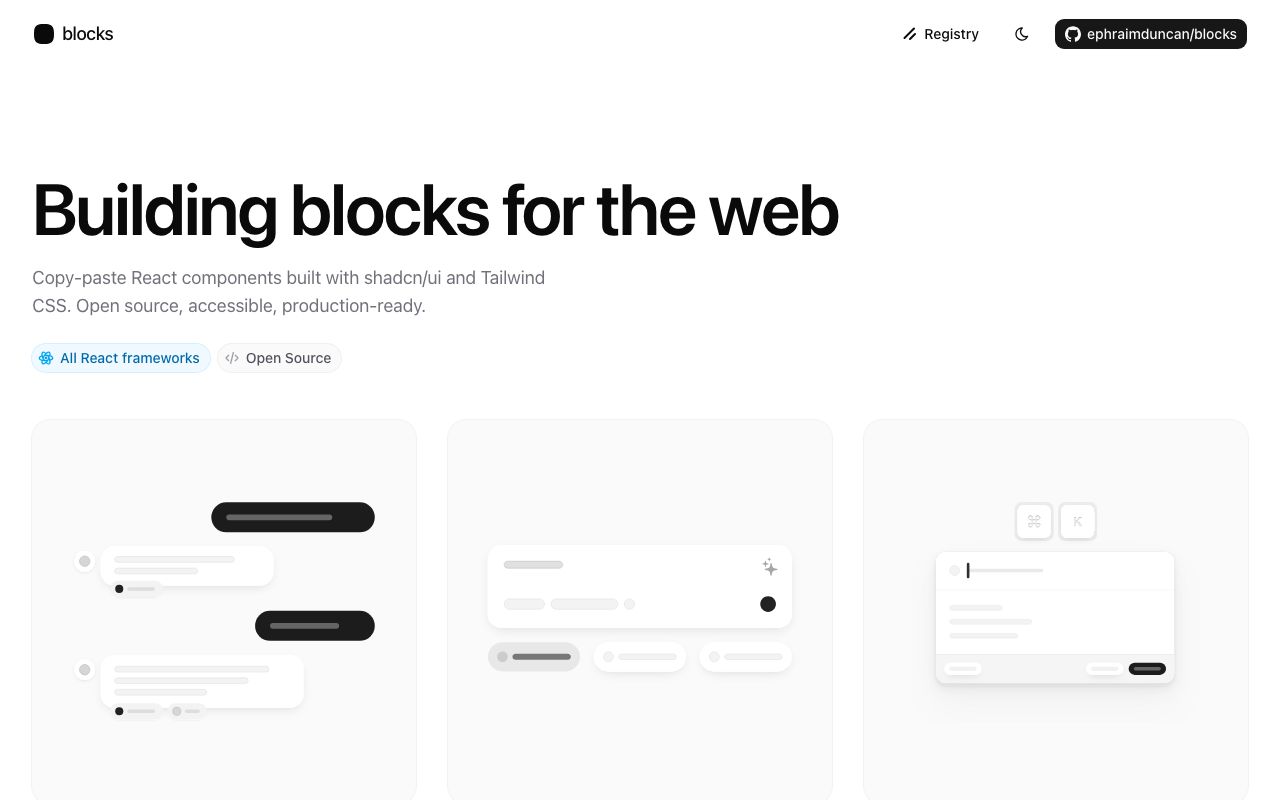 blocks
Registry
ephraimduncan/blocks
Building blocks for the web
Copy-paste React components built with shadcn/ui and Tailwind
CSS. Open source, accessible, production-ready.
All React frameworks
Open Source
⌘ K